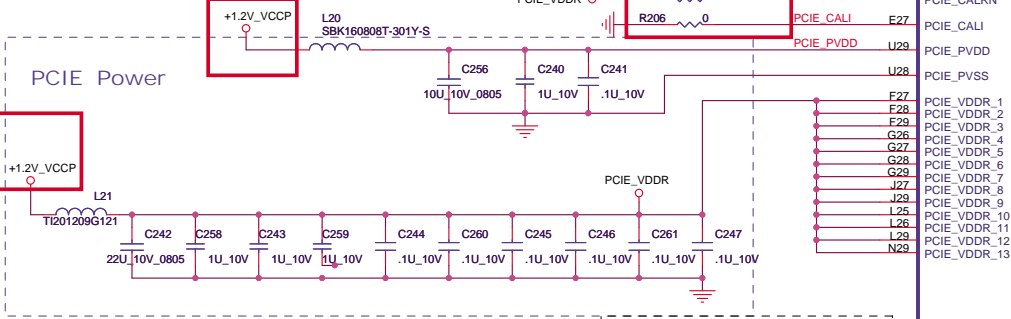 PCIE_VDDR
PCIE_CALRN
+1.2V_VCCP
L20
SBK160808T-301Y-S
R206
0
PCIE_CALI
E27
PCIE_CALI
PCIE_PVDD
U29
PCIE_PVDD
PCIE Power
C256
10U_10V_0805
C240
1U_10V
C241
.1U_10V
U28
PCIE_PVSS
F27
PCIE_VDDR_1
F28
PCIE_VDDR_2
F29
PCIE_VDDR_3
G26
PCIE_VDDR_4
G27
PCIE_VDDR_5
G28
PCIE_VDDR_6
G29
PCIE_VDDR_7
J27
PCIE_VDDR_8
J29
PCIE_VDDR_9
L25
PCIE_VDDR_10
L26
PCIE_VDDR_11
L29
PCIE_VDDR_12
N29
PCIE_VDDR_13
+1.2V_VCCP
L21
TI201209G121
PCIE_VDDR
C242
22U_10V_0805
C258
1U_10V
C243
1U_10V
C259
1U_10V
C244
.1U_10V
C260
.1U_10V
C245
.1U_10V
C246
.1U_10V
C261
.1U_10V
C247
.1U_10V